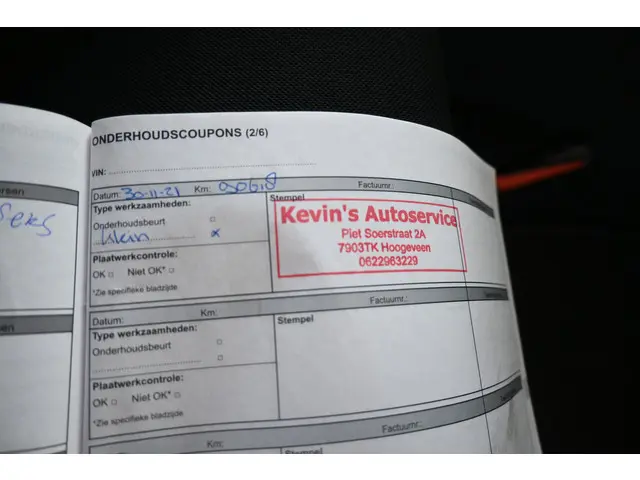 ONDERHOUDSCOUPONS (2/6)
VIN:
Datum: 30-11-21 Km: Factuurnr.:
Type werkzaamheden:
Onderhoudsbeurt
klein x
Plaatwerkcontrole:
OK Niet OK*
*Zie specifieke bladzijde
Stempel
Kevin's Autoservice
Piet Soerstraat 2A
7903TK Hoogeveen
0622963229
Datum: Km: Factuurnr.:
Type werkzaamheden:
Onderhoudsbeurt
Plaatwerkcontrole:
OK Niet OK*
*Zie specifieke bladzijde
Stempel
Km: Factuurnr.:
Stempel